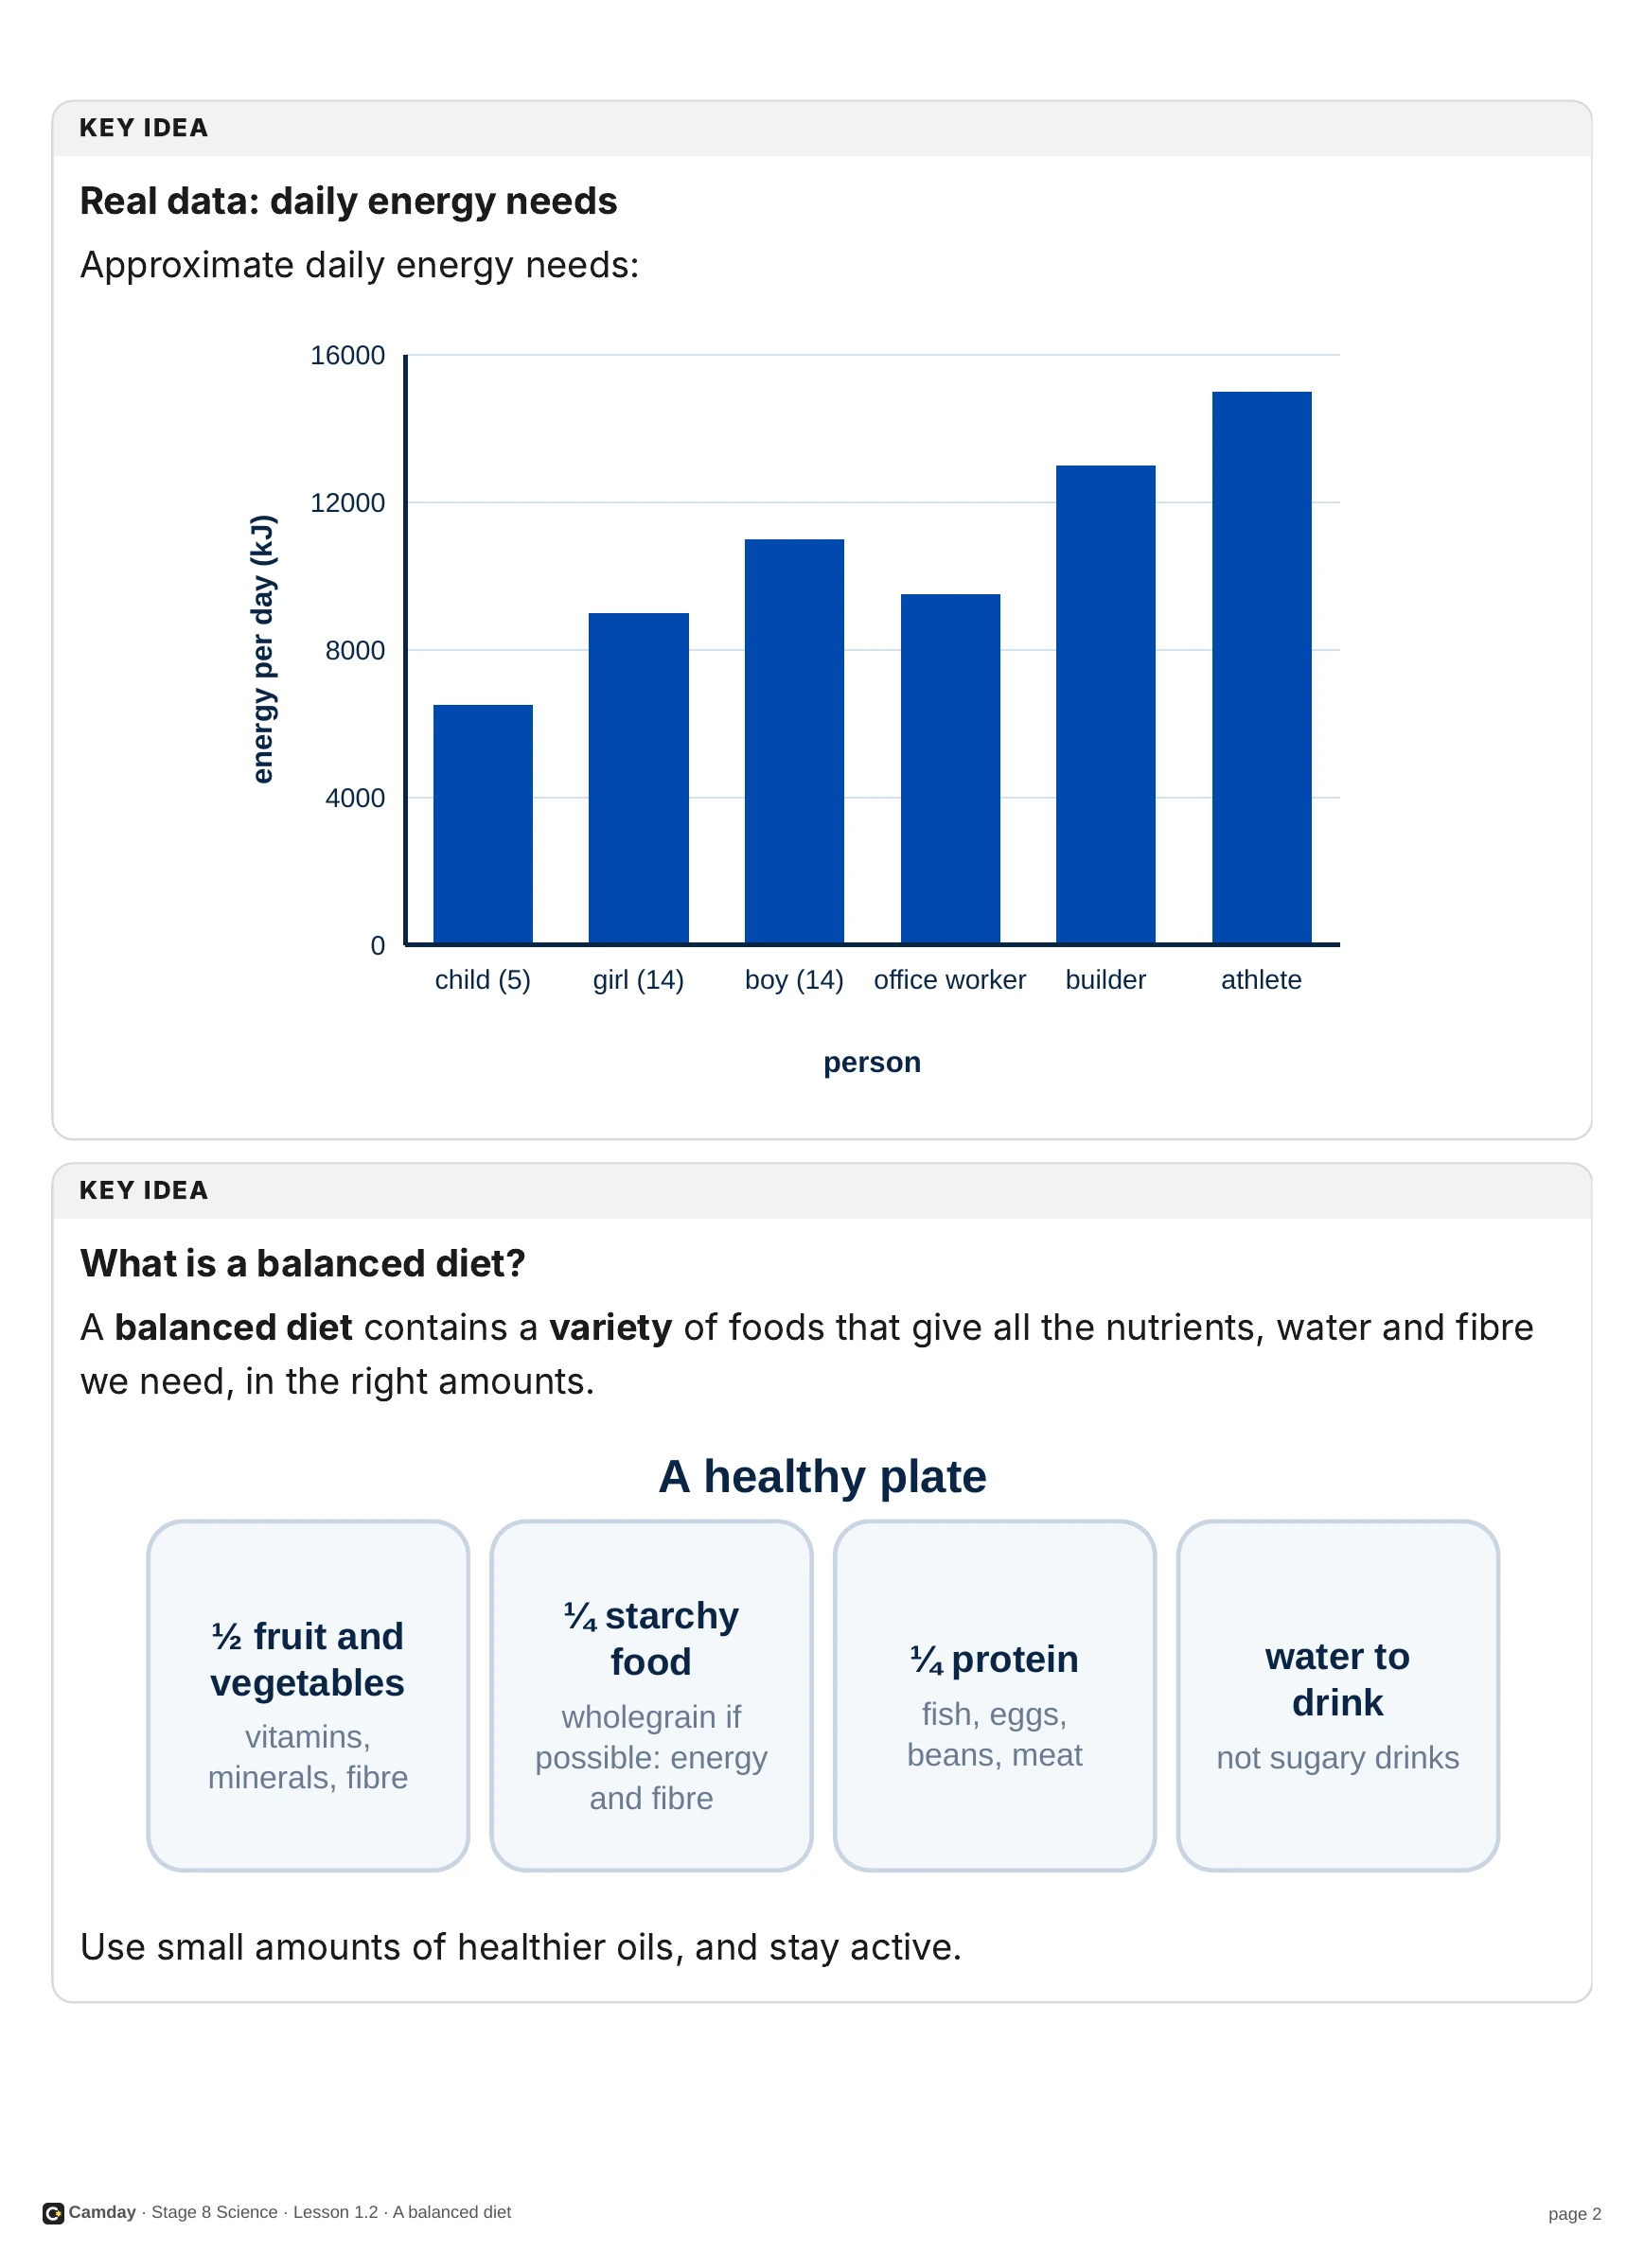 KEY IDEA
Real data: daily energy needs
Approximate daily energy needs:
16000
12000
8000
4000
0
energy per day (kJ)
child (5)
girl (14)
boy (14)
office worker
builder
athlete
person
KEY IDEA
What is a balanced diet?
A balanced diet contains a variety of foods that give all the nutrients, water and fibre
we need, in the right amounts.
A healthy plate
½ fruit and
vegetables
vitamins,
minerals, fibre
¼ starchy
food
wholegrain if
possible: energy
and fibre
¼ protein
fish, eggs,
beans, meat
water to
drink
not sugary drinks
Use small amounts of healthier oils, and stay active.
Camday · Stage 8 Science · Lesson 1.2 · A balanced diet
page 2